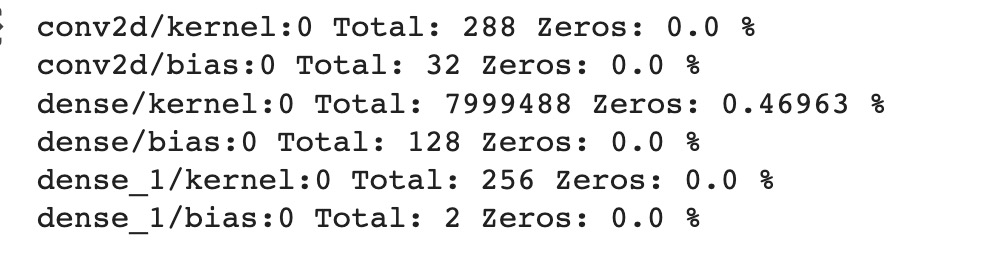 conv2d/kernel:0 Total: 288 Zeros: 0.0 %
conv2d/bias:0 Total: 32 Zeros: 0.0 %
dense/kernel:0 Total: 7999488 Zeros: 0.46963 %
dense/bias:0 Total: 128 Zeros: 0.0 %
dense_1/kernel:0 Total: 256 Zeros: 0.0 %
dense_1/bias:0 Total: 2 Zeros: 0.0 %